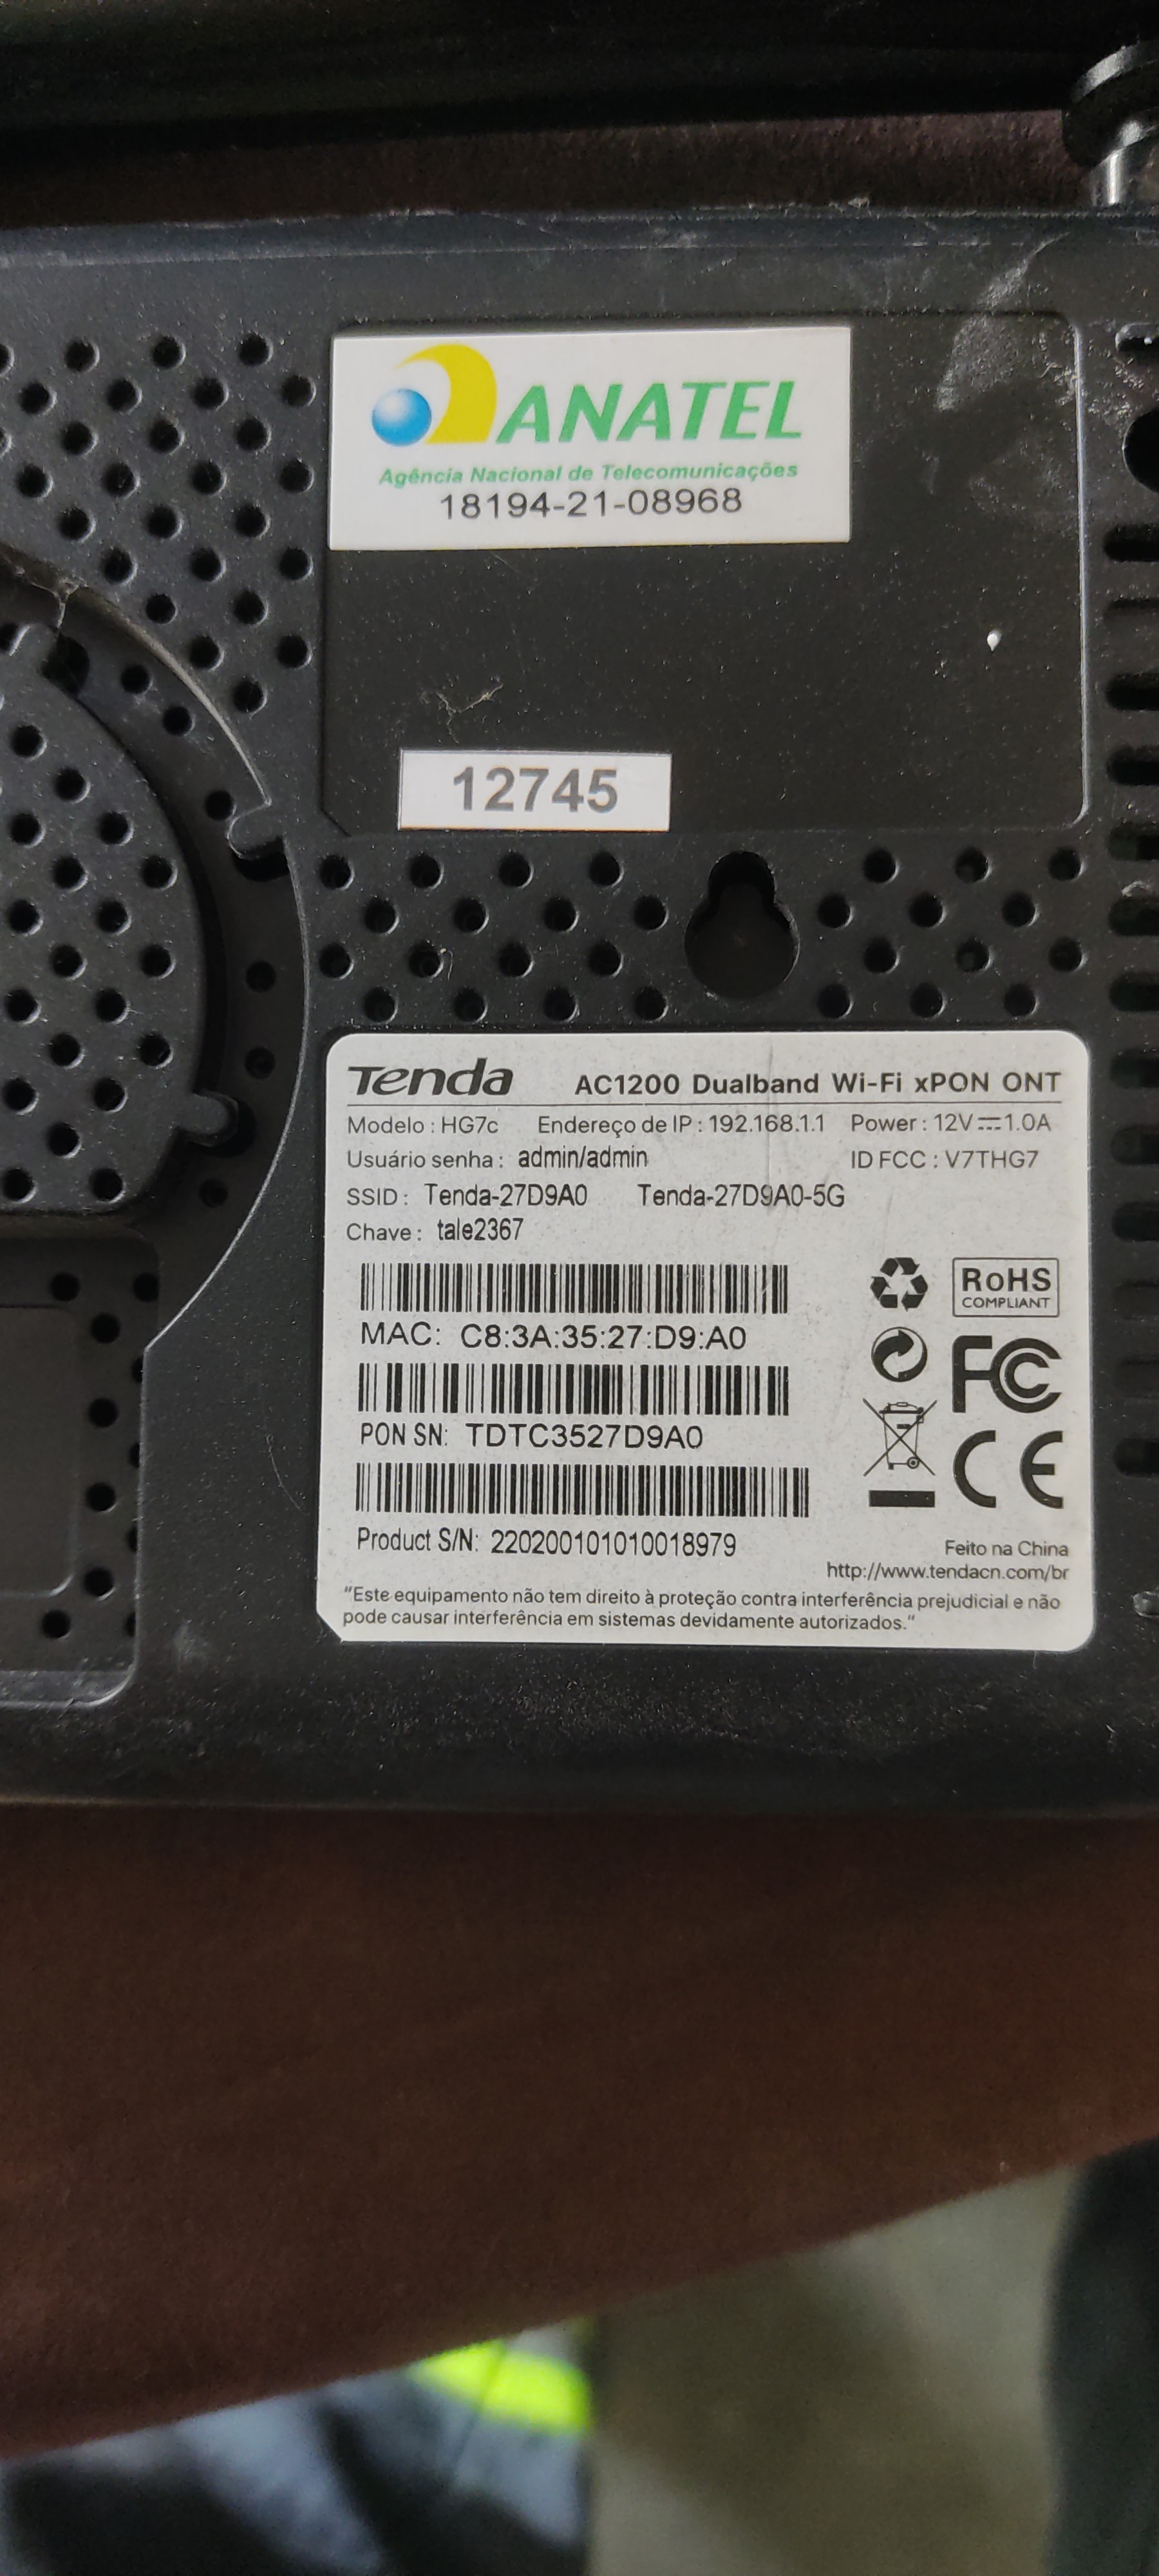 ANATEL
Agência Nacional de Telecomunicações
18194-21-08968
12745
Tenda AC1200 Dualband Wi-Fi xPON ONT
Modelo : HG7c Endereço de IP : 192.168.1.1 Power : 12V⎓1.0A
Usuário senha : admin/admin ID FCC : V7THG7
SSID : Tenda-27D9A0 Tenda-27D9A0-5G
Chave : tale2367
RoHS
COMPLIANT
MAC: C8:3A:35:27:D9:A0
FC
PON SN: TDTC3527D9A0
CE
Product S/N: 220200101010018979
Feito na China
http://www.tendacn.com/br
"Este equipamento não tem direito à proteção contra interferência prejudicial e não
pode causar interferência em sistemas devidamente autorizados."